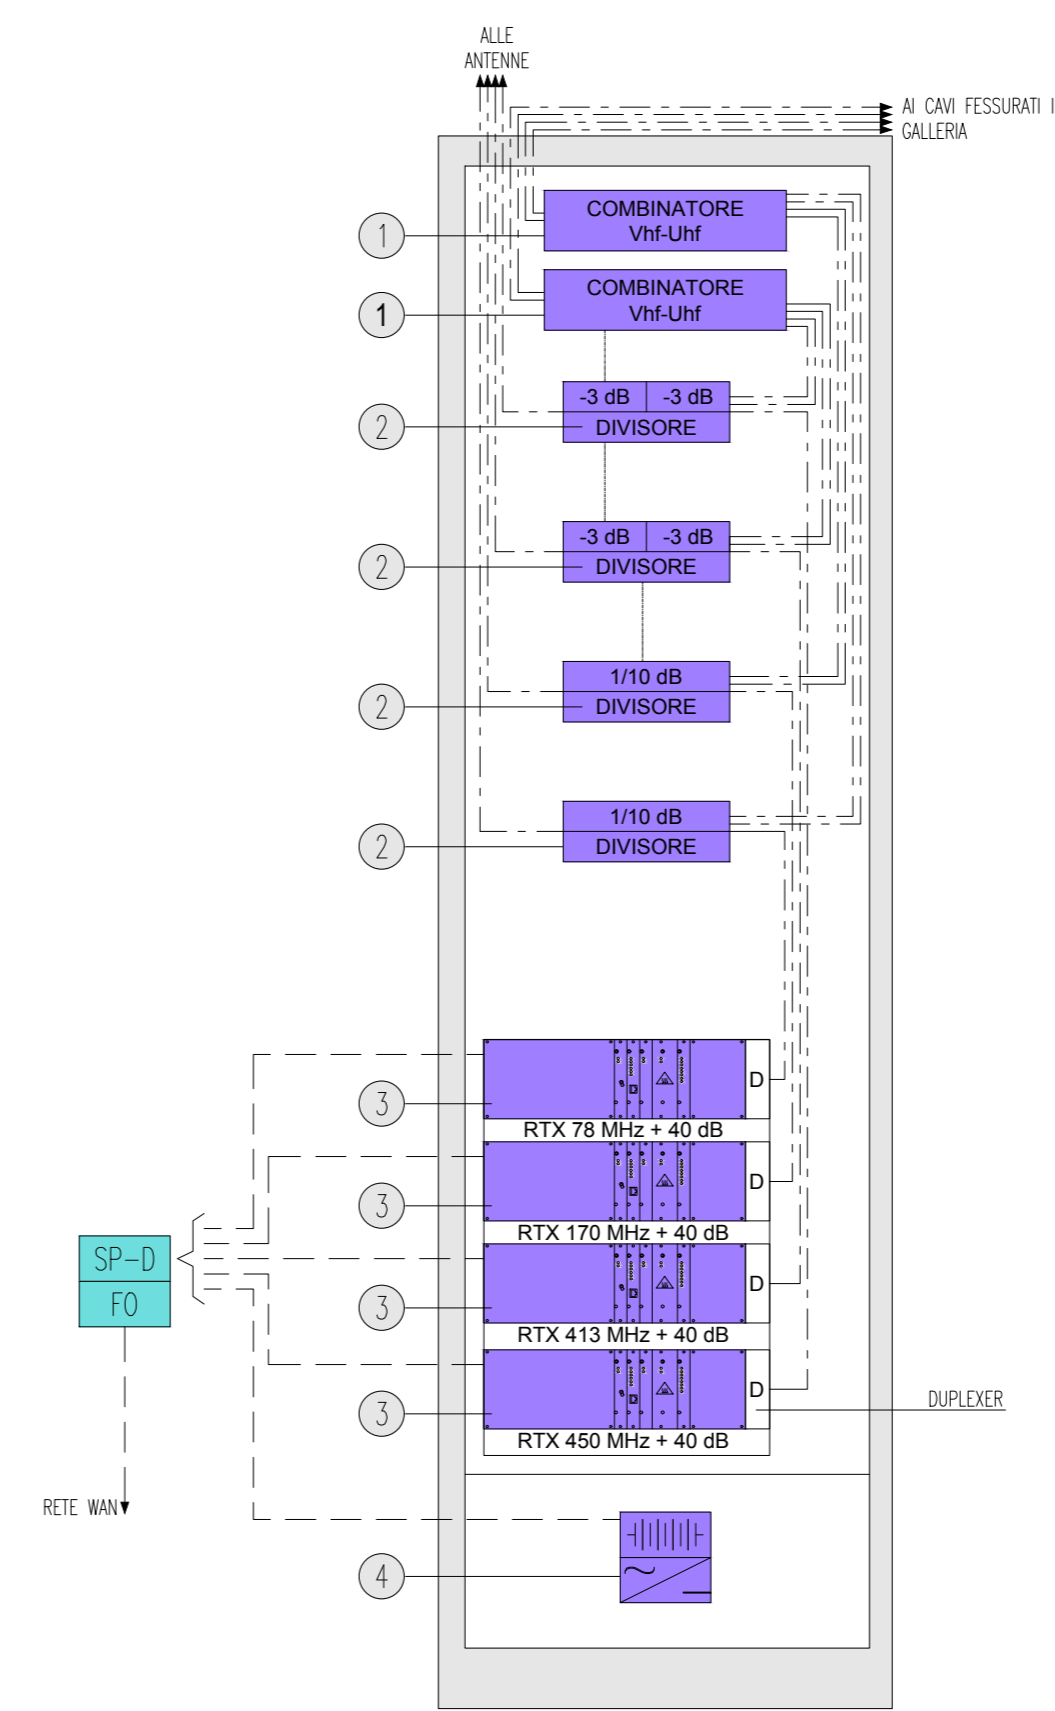 ALLE
ANTENNE
AI CAVI FESSURATI I
GALLERIA
COMBINATORE
Vhf-Uhf
1
COMBINATORE
Vhf-Uhf
1
-3 dB -3 dB
DIVISORE
2
-3 dB -3 dB
DIVISORE
2
1/10 dB
DIVISORE
2
1/10 dB
DIVISORE
2
D
3
RTX 78 MHz + 40 dB
D
3
RTX 170 MHz + 40 dB
SP-D
D
FO
3
RTX 413 MHz + 40 dB
D
DUPLEXER
3
RTX 450 MHz + 40 dB
RETE WAN
4